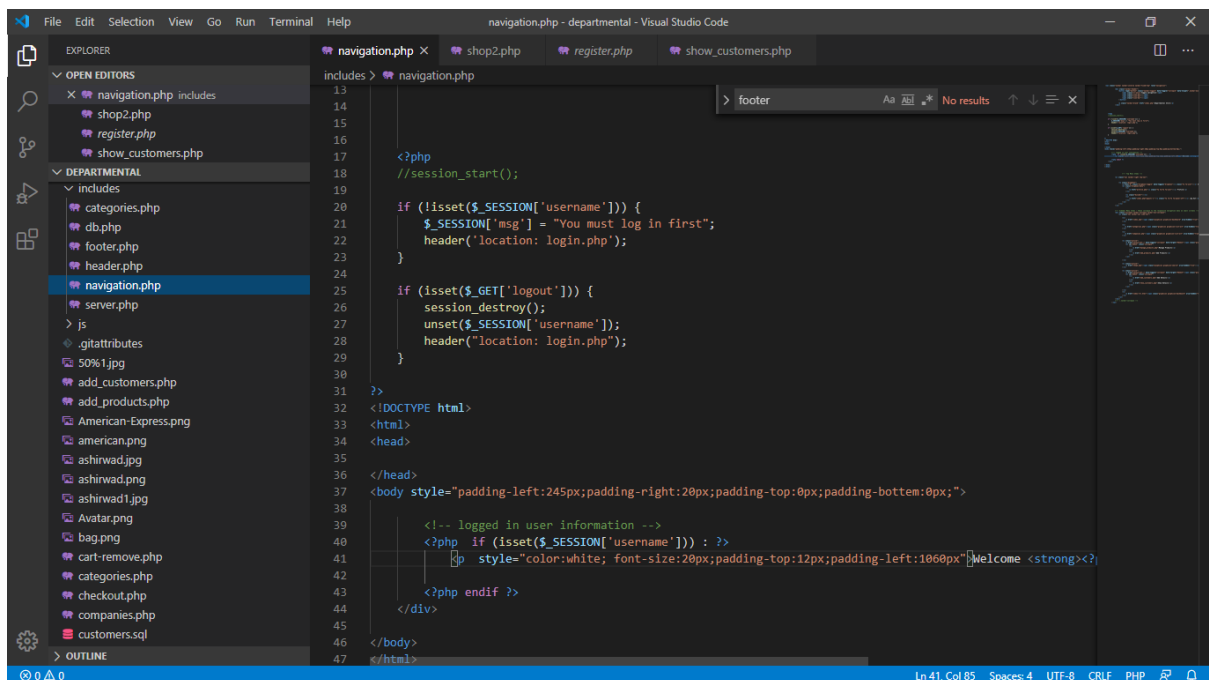 File Edit Selection View Go Run Terminal Help
navigation.php - departmental - Visual Studio Code
EXPLORER
OPEN EDITORS
navigation.php includes
shop2.php
register.php
show_customers.php
DEPARTMENTAL
includes
categories.php
db.php
footer.php
header.php
navigation.php
server.php
js
.gitattributes
50%1.jpg
add_customers.php
add_products.php
American-Express.png
american.png
ashirwad.jpg
ashirwad.png
ashirwad1.jpg
Avatar.png
bag.png
cart-remove.php
categories.php
checkout.php
companies.php
customers.sql
OUTLINE
navigation.php shop2.php register.php show_customers.php
includes > navigation.php
footer Aa Abl .* No results
13
14
15
16
17 <?php
18 //session_start();
19
20 if (!isset($_SESSION['username'])) {
21 $_SESSION['msg'] = "You must log in first";
22 header('location: login.php');
23 }
24
25 if (isset($_GET['logout'])) {
26 session_destroy();
27 unset($_SESSION['username']);
28 header("location: login.php");
29 }
30
31 ?>
32 <!DOCTYPE html>
33 <html>
34 <head>
35
36 </head>
37 <body style="padding-left:245px;padding-right:20px;padding-top:0px;padding-bottem:0px;">
38
39 <!-- logged in user information -->
40 <?php if (isset($_SESSION['username'])) : ?>
41 <p style="color:white; font-size:20px;padding-top:12px;padding-left:1060px">Welcome <strong><?p
42
43 <?php endif ?>
44 </div>
45
46 </body>
47 </html>
0 0
Ln 41, Col 85 Spaces: 4 UTF-8 CRLF PHP